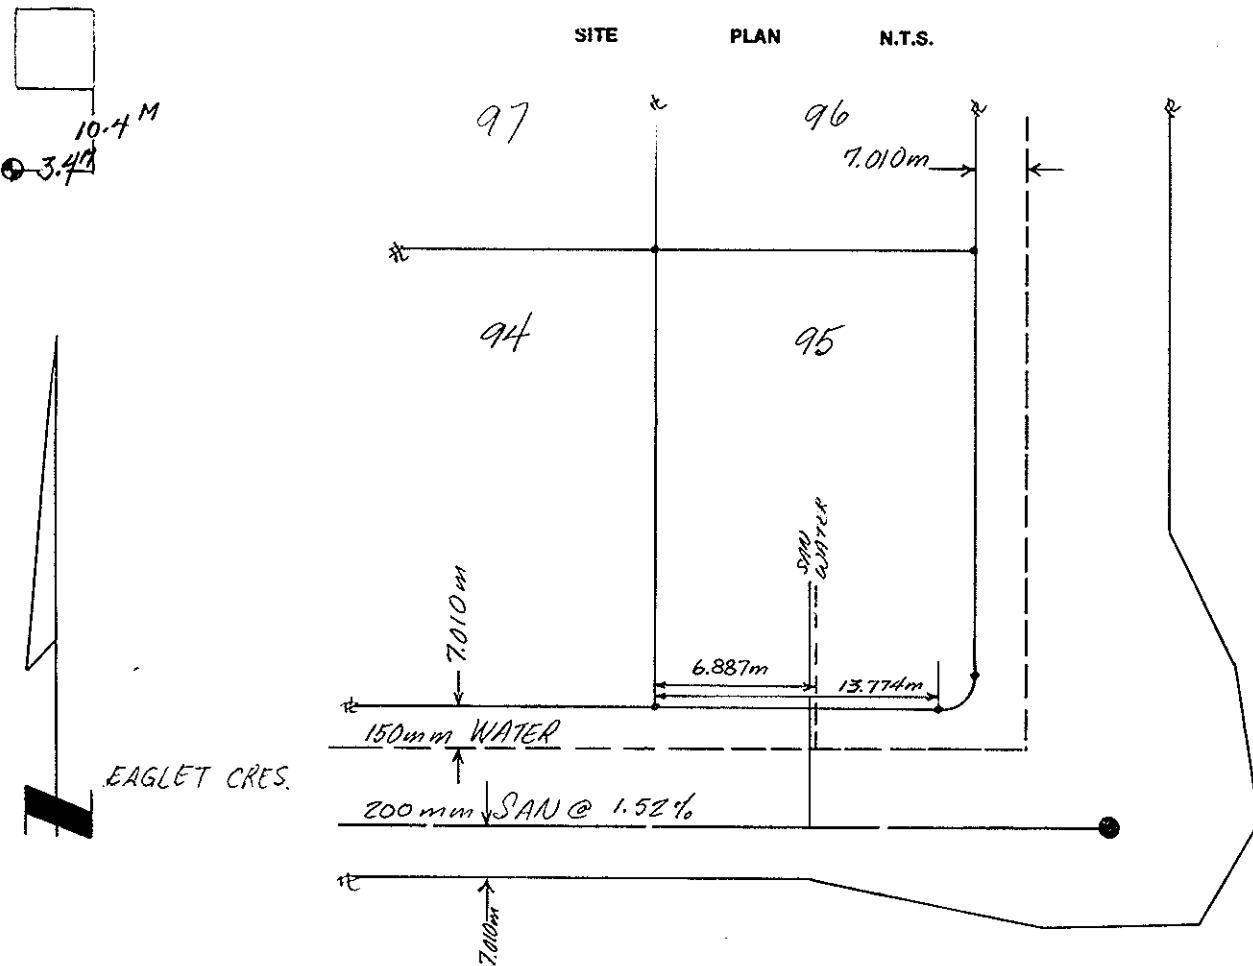 SITE PLAN N.T.S.
10.4 M
3.4M
97
96
7.010m
94
95
SAN
WATER
7.010m
6.887m
13.774m
150mm WATER
EAGLET CRES.
200mm SAN @ 1.52%
7.010m